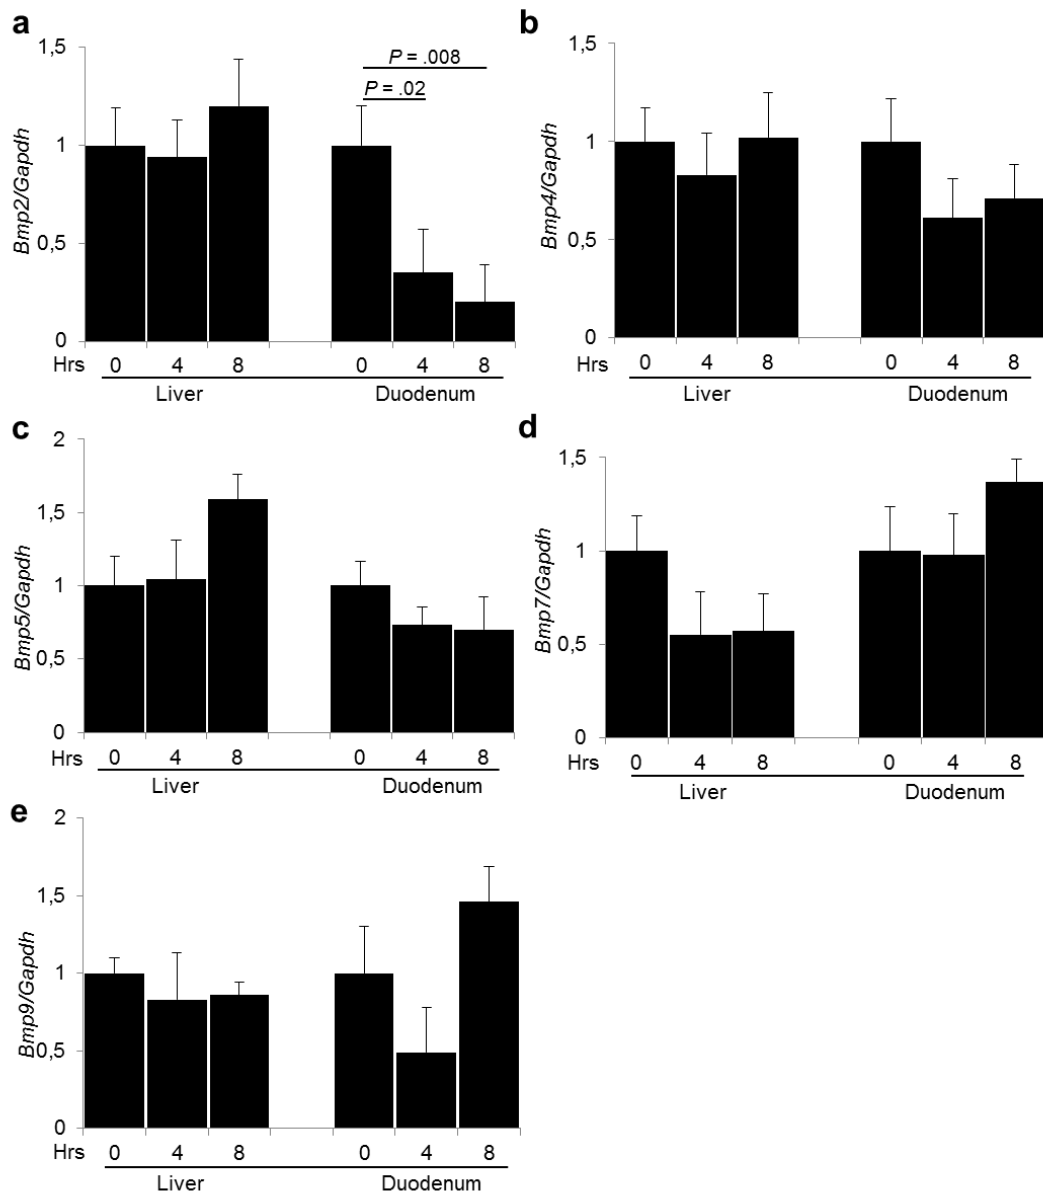 a
Bmp2/Gapdh
1,5
1
0,5
0
P = .008
P = .02
Hrs 0 4 8 0 4 8
Liver Duodenum
b
Bmp4/Gapdh
1,5
1
0,5
0
Hrs 0 4 8 0 4 8
Liver Duodenum
c
Bmp5/Gapdh
2
1,5
1
0,5
0
Hrs 0 4 8 0 4 8
Liver Duodenum
d
Bmp7/Gapdh
1,5
1
0,5
0
Hrs 0 4 8 0 4 8
Liver Duodenum
e
Bmp9/Gapdh
2
1,5
1
0,5
0
Hrs 0 4 8 0 4 8
Liver Duodenum